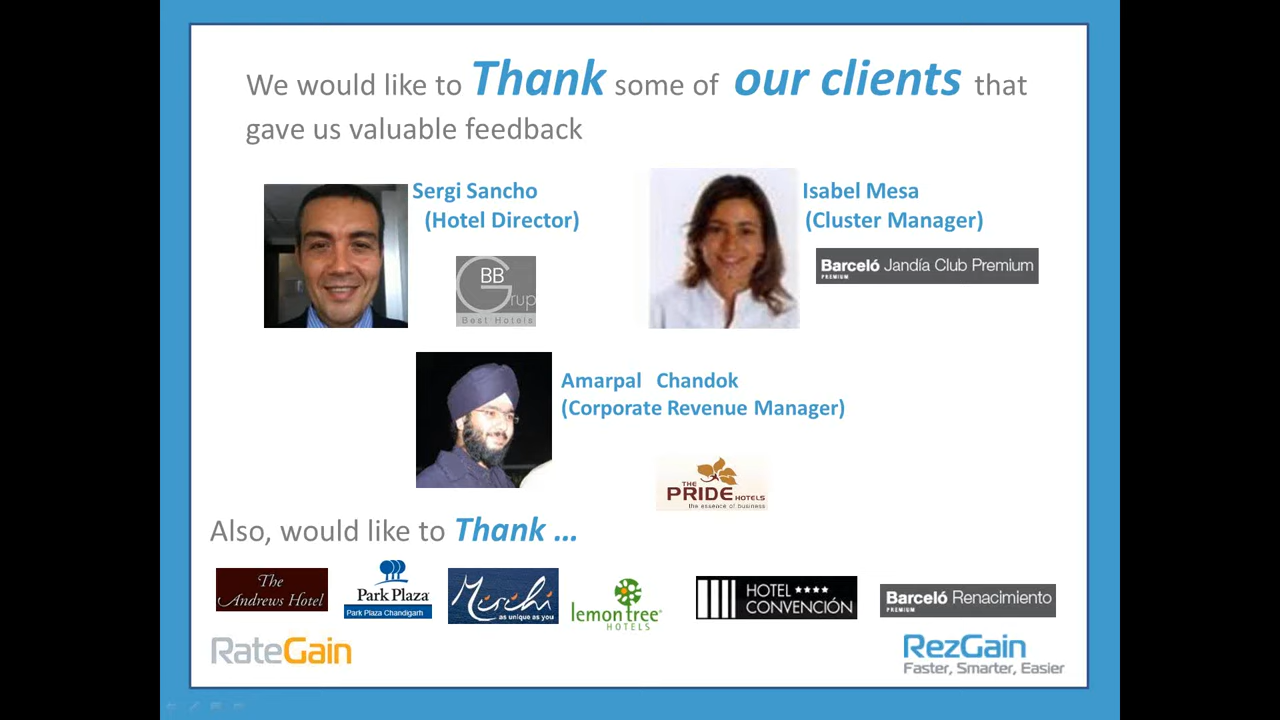 We would like to Thank some of our clients that
gave us valuable feedback
Sergi Sancho
(Hotel Director)
BB
Grup
Best Hotels
Isabel Mesa
(Cluster Manager)
Barceló Jandía Club Premium
PREMIUM
Amarpal Chandok
(Corporate Revenue Manager)
THE
PRIDE HOTELS
the essence of business
Also, would like to Thank ...
The
Andrews Hotel
Park Plaza
Park Plaza Chandigarh
Mirchi
as unique as you
lemon tree
HOTELS
HOTEL ****
CONVENCIÓN
Barceló Renacimiento
PREMIUM
RateGain
RezGain
Faster, Smarter, Easier